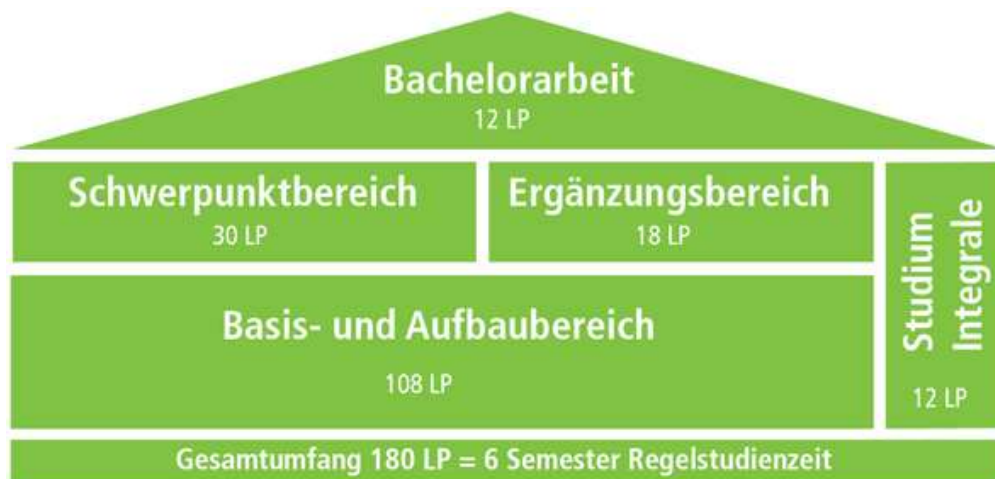 Bachelorarbeit
12 LP
Schwerpunktbereich
30 LP
Ergänzungsbereich
18 LP
Basis- und Aufbaubereich
108 LP
Studium
Integrale
12 LP
Gesamtumfang 180 LP = 6 Semester Regelstudienzeit